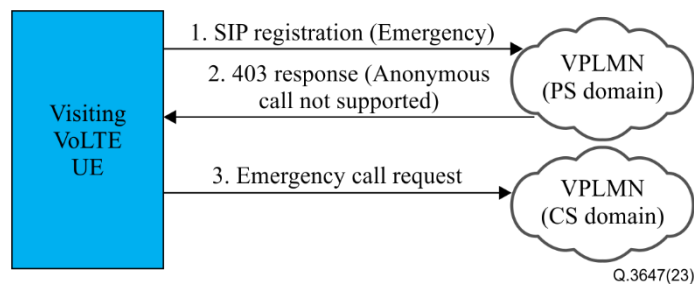 1. SIP registration (Emergency)
2. 403 response (Anonymous
call not supported)
3. Emergency call request
Visiting
VoLTE
UE
VPLMN
(PS domain)
VPLMN
(CS domain)
Q.3647(23)